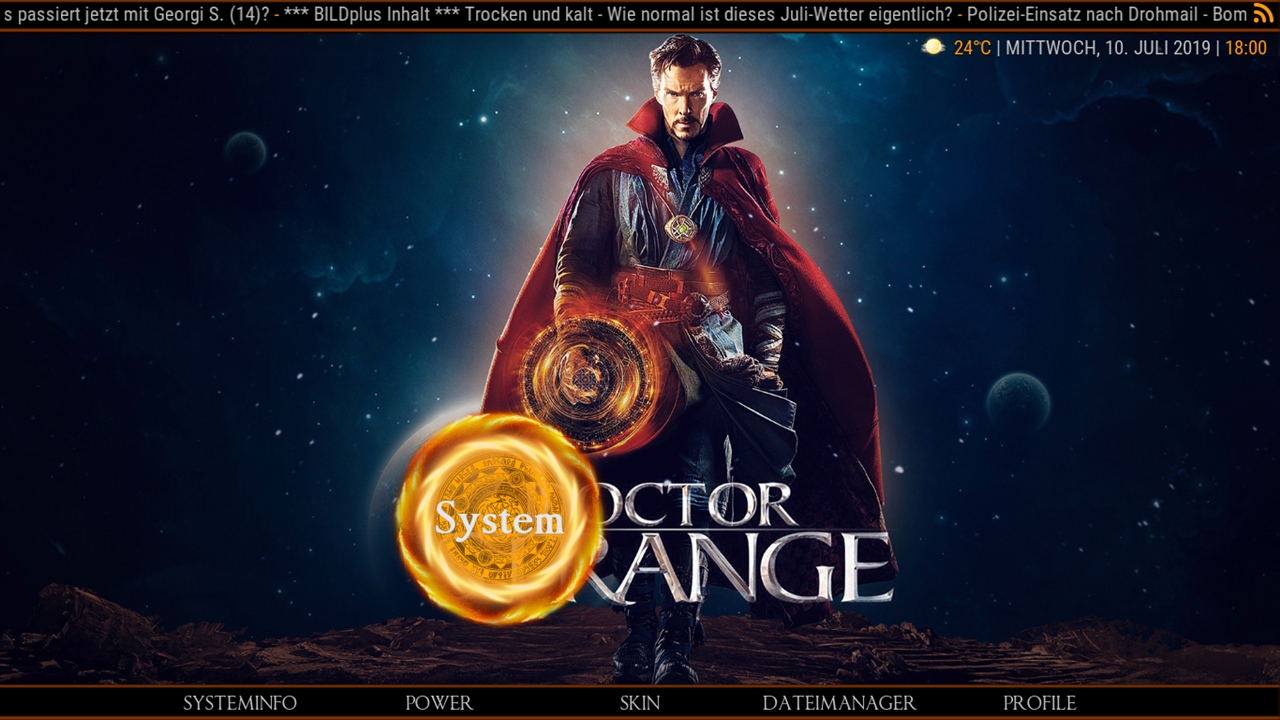 s passiert jetzt mit Georgi S. (14)? - *** BILDplus Inhalt *** Trocken und kalt - Wie normal ist dieses Juli-Wetter eigentlich? - Polizei-Einsatz nach Drohmail - Bom
24°C | MITTWOCH, 10. JULI 2019 | 18:00
OCTOR
System
RANGE
SYSTEMINFO POWER SKIN DATEIMANAGER PROFILE